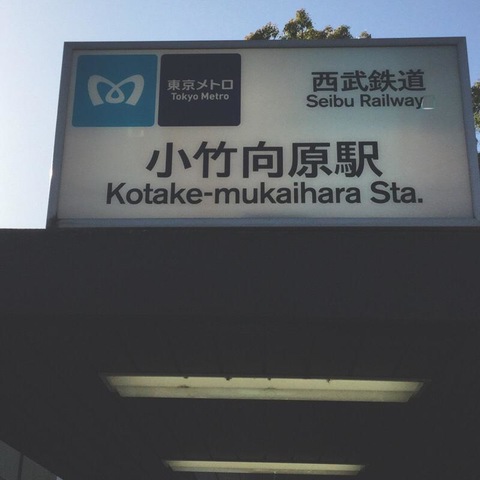 東京メトロ
Tokyo Metro
西武鉄道
Seibu Railway
小竹向原駅
Kotake-mukaihara Sta.